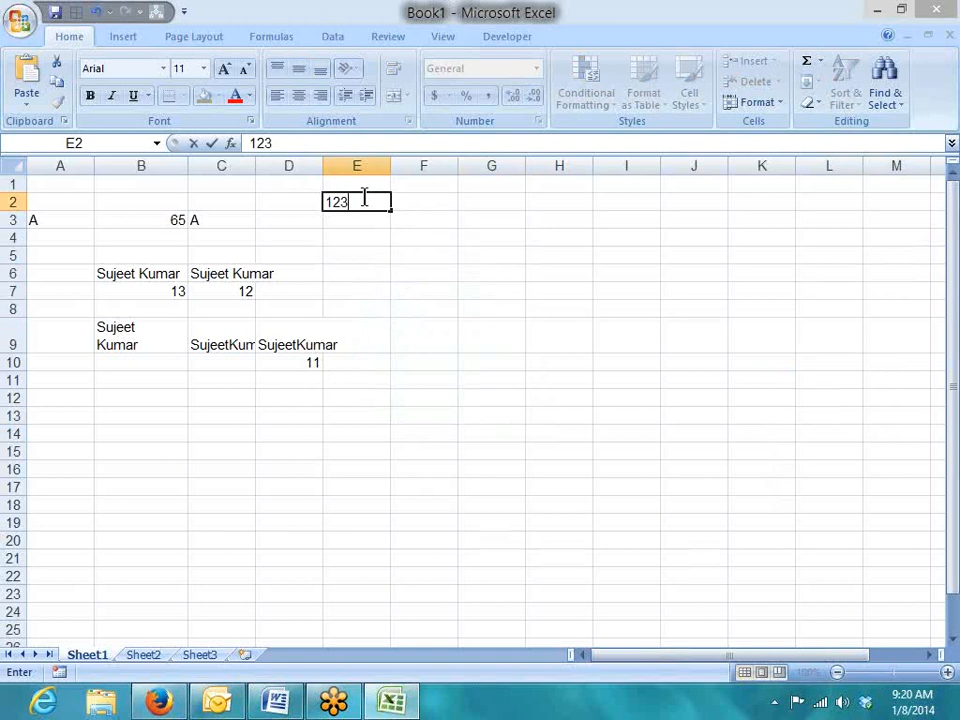 Book1 - Microsoft Excel
Home Insert Page Layout Formulas Data Review View Developer
Paste
Clipboard
Arial 11
B I U A
Font
Alignment
General
$ % ,
Number
Conditional Formatting
Format as Table
Cell Styles
Styles
Insert
Delete
Format
Cells
Sort & Filter
Find & Select
Editing
E2 fx 123
A B C D E F G H I J K L M
1
2 123
3 A 65 A
4
5
6 Sujeet Kumar Sujeet Kumar
7 13 12
8
Sujeet
9 Kumar SujeetKum SujeetKumar
10 11
11
12
13
14
15
16
17
18
19
20
21
22
23
24
25
26
Sheet1 Sheet2 Sheet3
Enter 100%
9:20 AM
1/8/2014